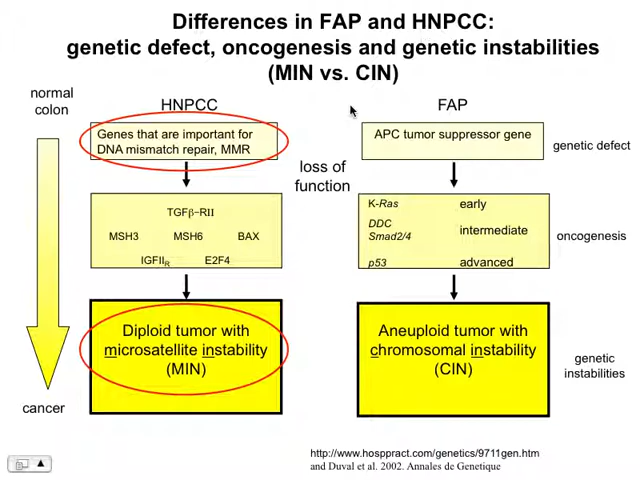 Differences in FAP and HNPCC:
genetic defect, oncogenesis and genetic instabilities
(MIN vs. CIN)
normal
colon
HNPCC
FAP
Genes that are important for
DNA mismatch repair, MMR
APC tumor suppressor gene
genetic defect
loss of
function
TGFβ–RII
MSH3 MSH6 BAX
IGFIIR E2F4
K-Ras early
DDC
Smad2/4
intermediate
p53 advanced
oncogenesis
Diploid tumor with
microsatellite instability
(MIN)
Aneuploid tumor with
chromosomal instability
(CIN)
genetic
instabilities
cancer
http://www.hosppract.com/genetics/9711gen.htm
and Duval et al. 2002. Annales de Genetique